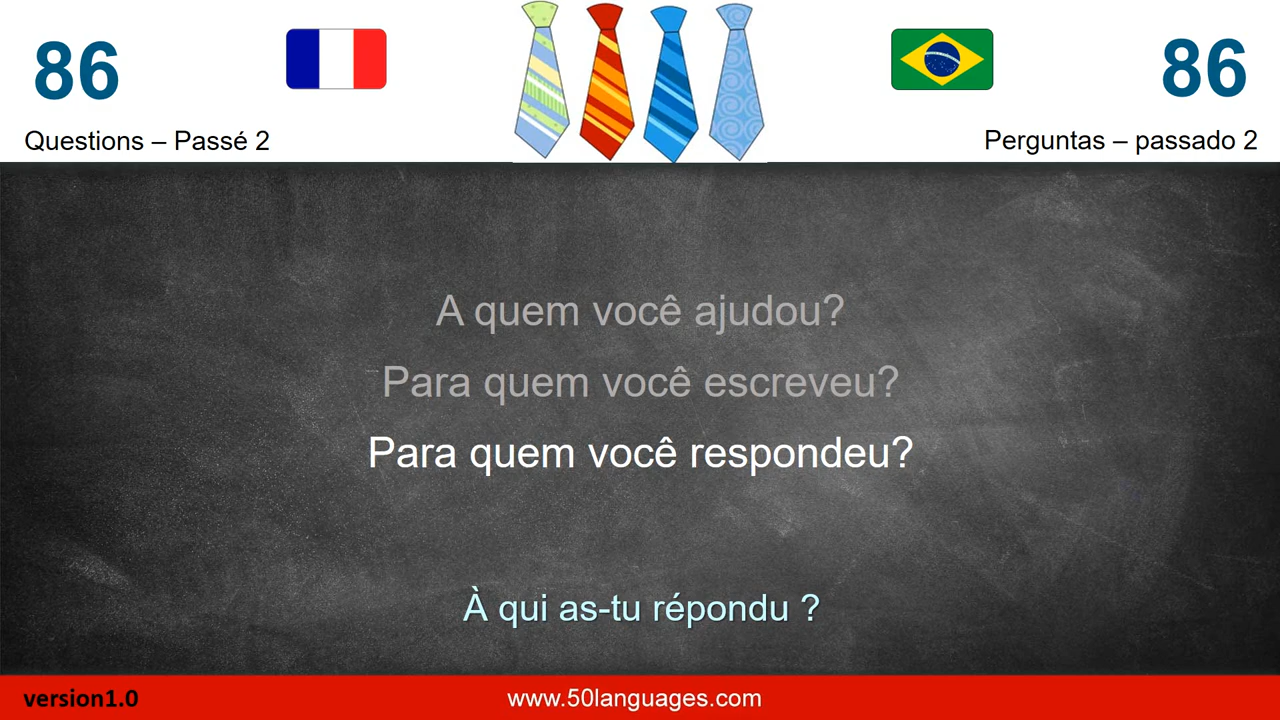 86
86
Questions – Passé 2
Perguntas – passado 2
A quem você ajudou?
Para quem você escreveu?
Para quem você respondeu?
À qui as-tu répondu ?
version1.0
www.50languages.com